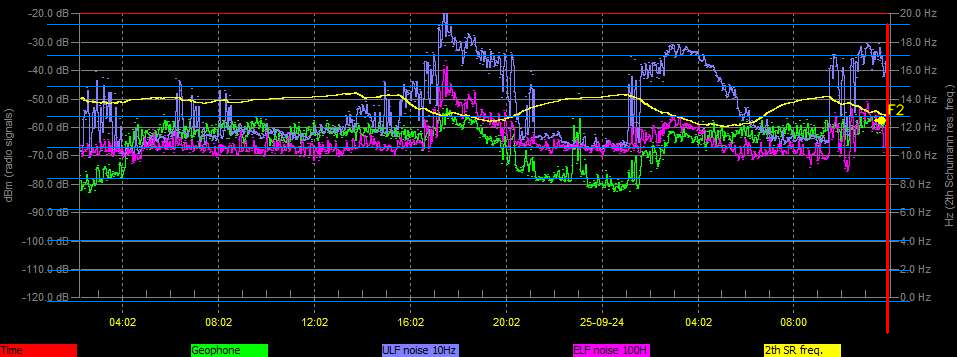 -20.0 dB 20.0 Hz
-30.0 dB 18.0 Hz
-40.0 dB 16.0 Hz
-50.0 dB 14.0 Hz
F2
-60.0 dB 12.0 Hz
-70.0 dB 10.0 Hz
-80.0 dB 8.0 Hz
-90.0 dB 6.0 Hz
-100.0 dB 4.0 Hz
-110.0 dB 2.0 Hz
-120.0 dB 0.0 Hz
dBm (radio signals)
Hz (2th Schumann res. freq.)
04:02 08:02 12:02 16:02 20:02 25-09-24 04:02 08:00
Time Geophone ULF noise 10Hz ELF noise 100H 2th SR freq.